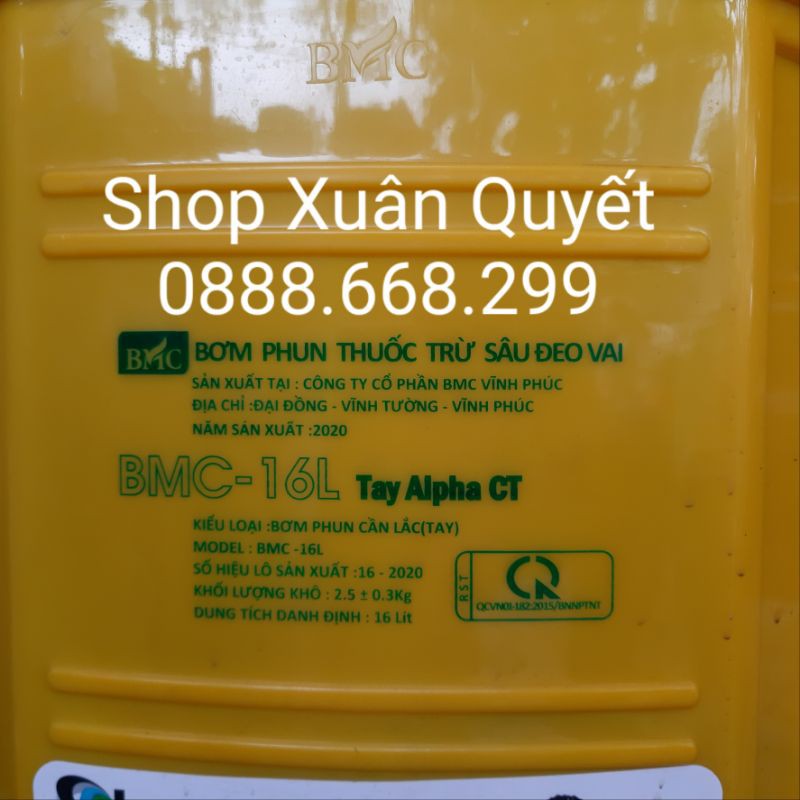 BMC
Shop Xuân Quyết
0888.668.299
BMC BƠM PHUN THUỐC TRỪ SÂU ĐEO VAI
SẢN XUẤT TẠI : CÔNG TY CỔ PHẦN BMC VĨNH PHÚC
ĐỊA CHỈ :ĐẠI ĐỒNG - VĨNH TƯỜNG - VĨNH PHÚC
NĂM SẢN XUẤT :2020
BMC-16L Tay Alpha CT
KIỂU LOẠI :BƠM PHUN CẦN LẮC(TAY)
MODEL : BMC -16L
SỐ HIỆU LÔ SẢN XUẤT :16 - 2020
KHỐI LƯỢNG KHÔ : 2.5 ± 0.3Kg
DUNG TÍCH DANH ĐỊNH : 16 Lít
RST
CR
QCVN01-182:2015/BNNPTNT